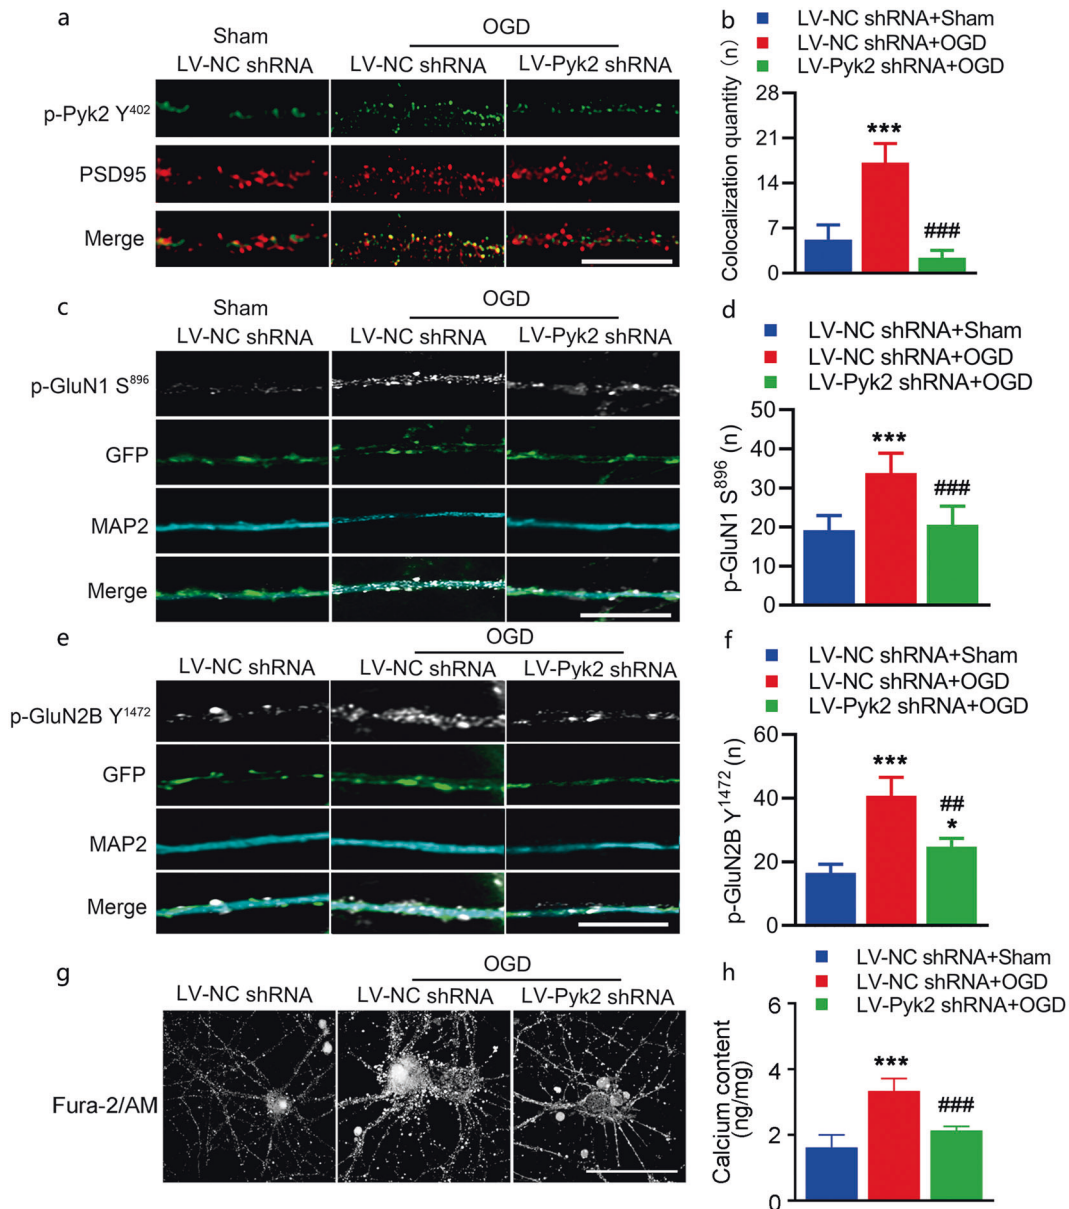 a
Sham
OGD
LV-NC shRNA
LV-NC shRNA
LV-Pyk2 shRNA
p-Pyk2 Y⁴⁰²
PSD95
Merge
b
LV-NC shRNA+Sham
LV-NC shRNA+OGD
LV-Pyk2 shRNA+OGD
Colocalization quantity (n)
28
21
14
7
0
***
###
c
Sham
OGD
LV-NC shRNA
LV-NC shRNA
LV-Pyk2 shRNA
p-GluN1 S⁸⁹⁶
GFP
MAP2
Merge
d
LV-NC shRNA+Sham
LV-NC shRNA+OGD
LV-Pyk2 shRNA+OGD
p-GluN1 S⁸⁹⁶ (n)
50
40
30
20
10
0
***
###
e
OGD
LV-NC shRNA
LV-NC shRNA
LV-Pyk2 shRNA
p-GluN2B Y¹⁴⁷²
GFP
MAP2
Merge
f
LV-NC shRNA+Sham
LV-NC shRNA+OGD
LV-Pyk2 shRNA+OGD
p-GluN2B Y¹⁴⁷² (n)
60
40
20
0
***
##
*
g
OGD
LV-NC shRNA
LV-NC shRNA
LV-Pyk2 shRNA
Fura-2/AM
h
LV-NC shRNA+Sham
LV-NC shRNA+OGD
LV-Pyk2 shRNA+OGD
Calcium content
(ng/mg)
6
4
2
0
***
###